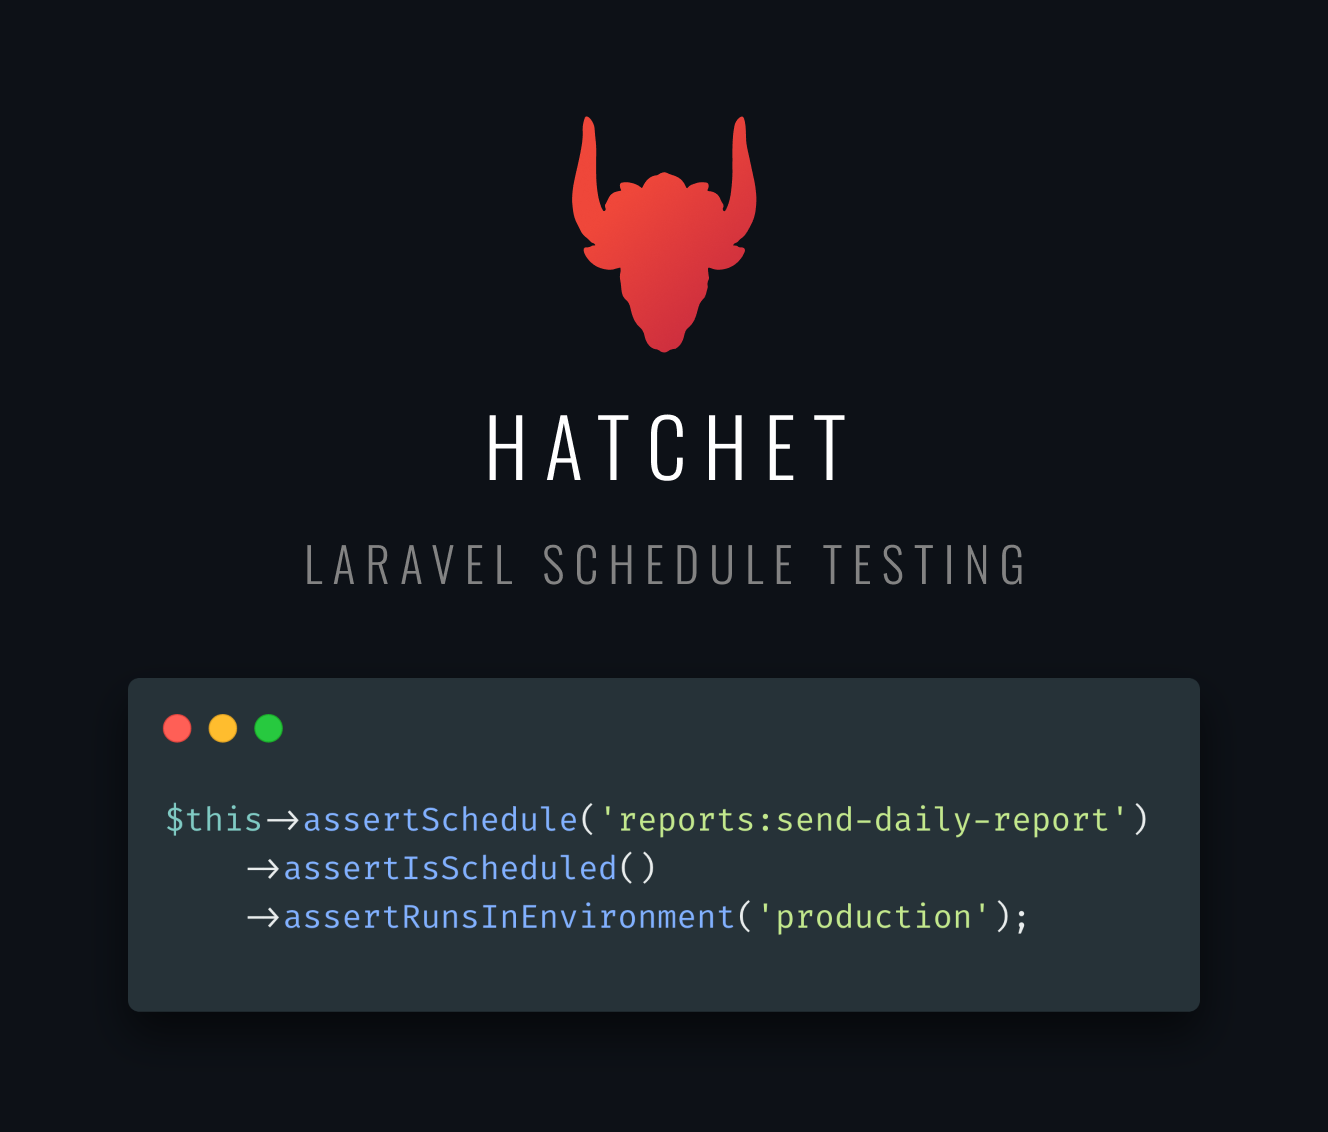 HATCHET
LARAVEL SCHEDULE TESTING
$this->assertSchedule('reports:send-daily-report')
->assertIsScheduled()
->assertRunsInEnvironment('production');